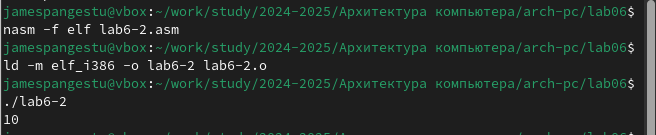 jamespangestu@vbox:~/work/study/2024-2025/Архитектура компьютера/arch-pc/lab06$
nasm -f elf lab6-2.asm
jamespangestu@vbox:~/work/study/2024-2025/Архитектура компьютера/arch-pc/lab06$
ld -m elf_i386 -o lab6-2 lab6-2.o
jamespangestu@vbox:~/work/study/2024-2025/Архитектура компьютера/arch-pc/lab06$
./lab6-2
10